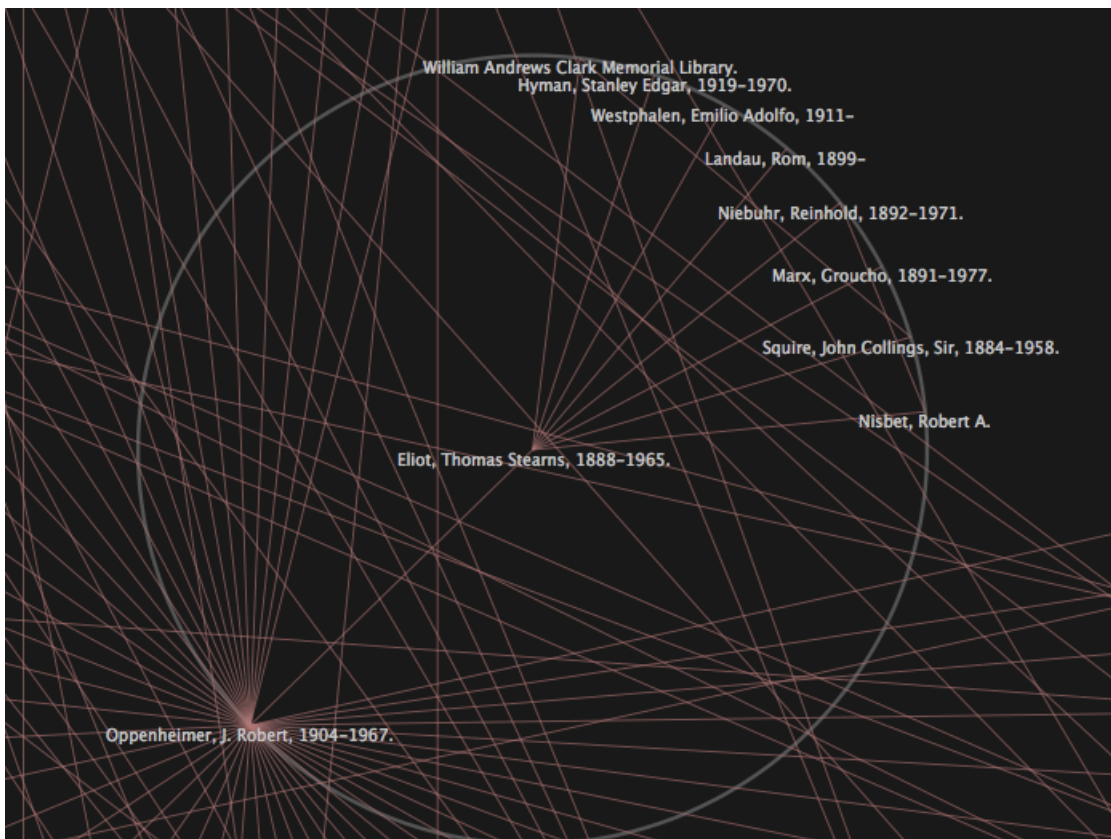 William Andrews Clark Memorial Library.
Hyman, Stanley Edgar, 1919-1970.
Westphalen, Emilio Adolfo, 1911-
Landau, Rom, 1899-
Niebuhr, Reinhold, 1892-1971.
Marx, Groucho, 1891-1977.
Squire, John Collings, Sir, 1884-1958.
Nisbet, Robert A.
Eliot, Thomas Stearns, 1888-1965.
Oppenheimer, J. Robert, 1904-1967.